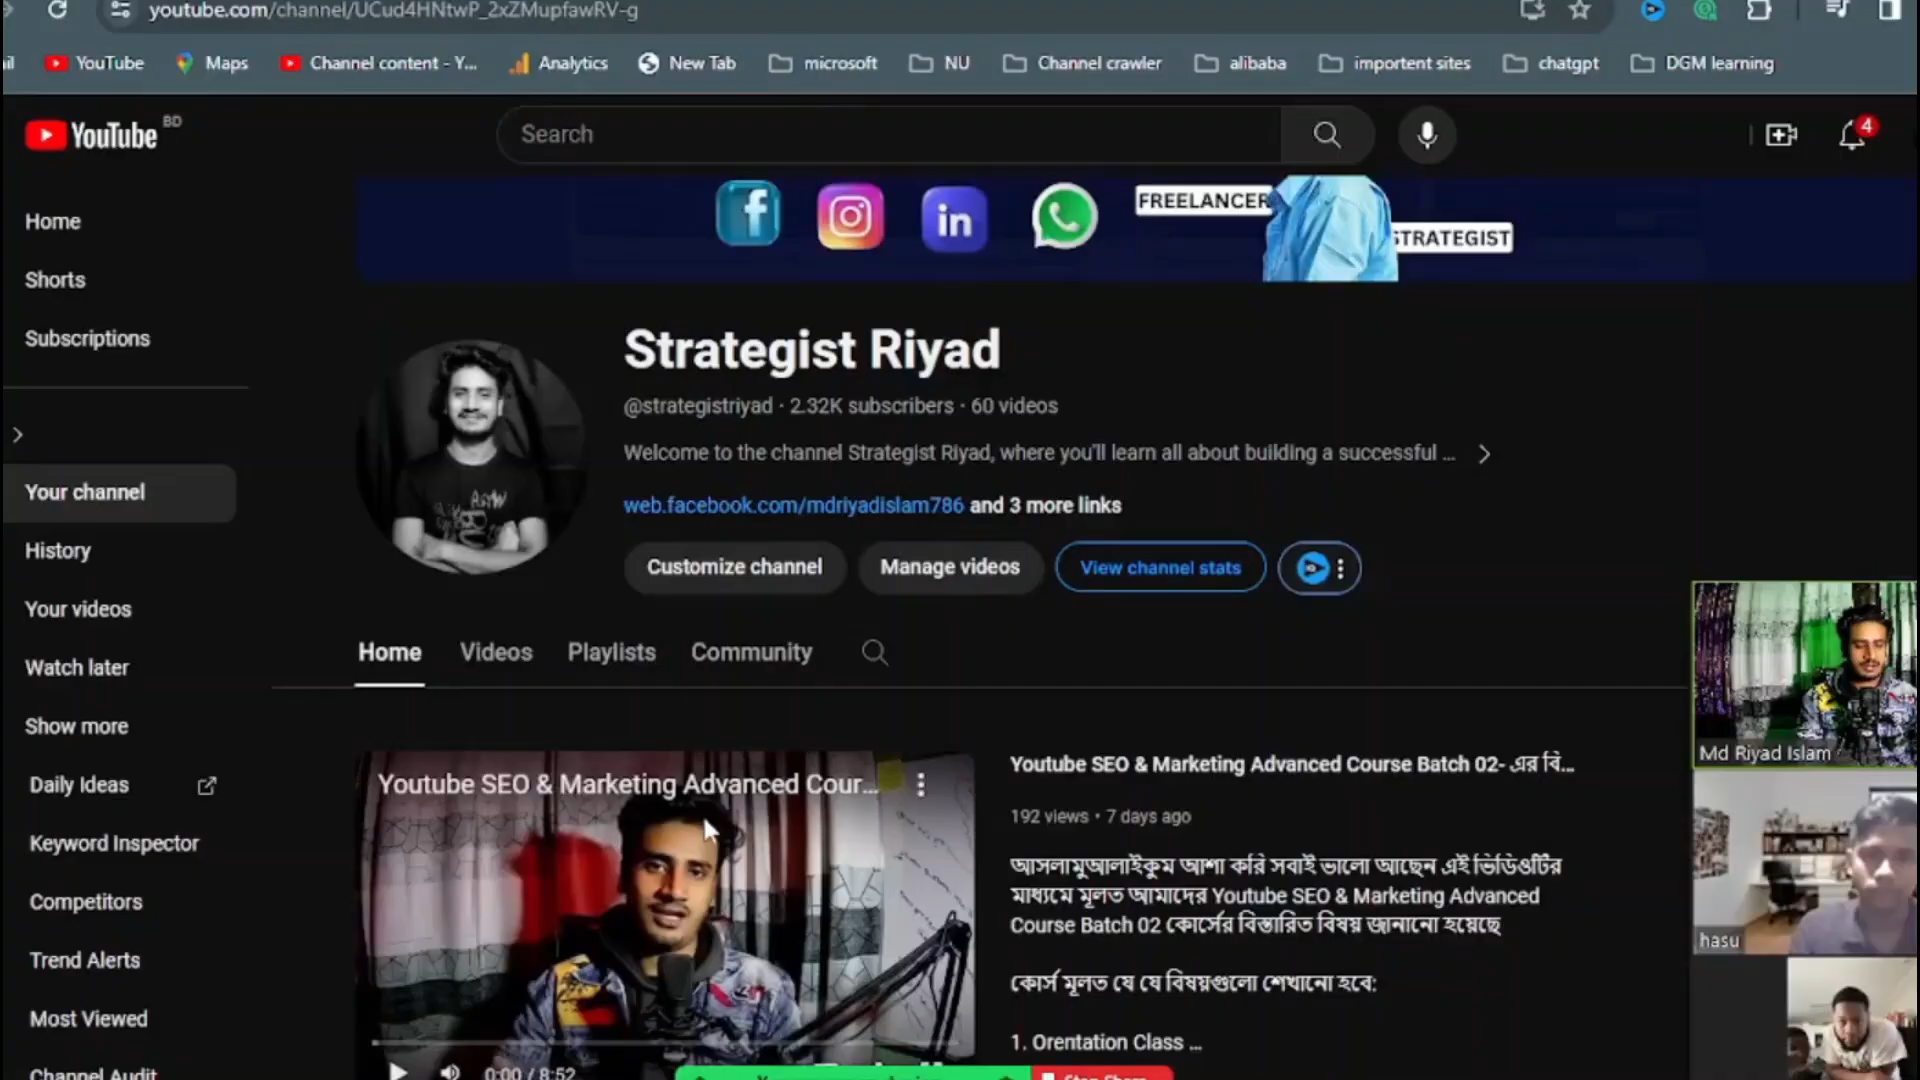 youtube.com/channel/UCud4HNtwP_2xZMupfawRV-g
YouTube Maps Channel content - Y... Analytics New Tab microsoft NU Channel crawler alibaba importent sites chatgpt DGM learning
YouTube BD
Search
4
FREELANCER
STRATEGIST
Home
Shorts
Subscriptions
Your channel
History
Your videos
Watch later
Show more
Daily Ideas
Keyword Inspector
Competitors
Trend Alerts
Most Viewed
Channel Audit
Strategist Riyad
@strategistriyad · 2.32K subscribers · 60 videos
Welcome to the channel Strategist Riyad, where you'll learn all about building a successful ...
web.facebook.com/mdriyadislam786 and 3 more links
Customize channel Manage videos View channel stats
Home Videos Playlists Community
Youtube SEO & Marketing Advanced Cour...
0:00 / 8:52
Youtube SEO & Marketing Advanced Course Batch 02- এর বি...
192 views • 7 days ago
আসলামুআলাইকুম আশা করি সবাই ভালো আছেন এই ভিডিওটির
মাধ্যমে মূলত আমাদের Youtube SEO & Marketing Advanced
Course Batch 02 কোর্সের বিস্তারিত বিষয় জানানো হয়েছে
কোর্স মূলত যে যে বিষয়গুলো শেখানো হবে:
1. Orentation Class ...
Md Riyad Islam
hasu